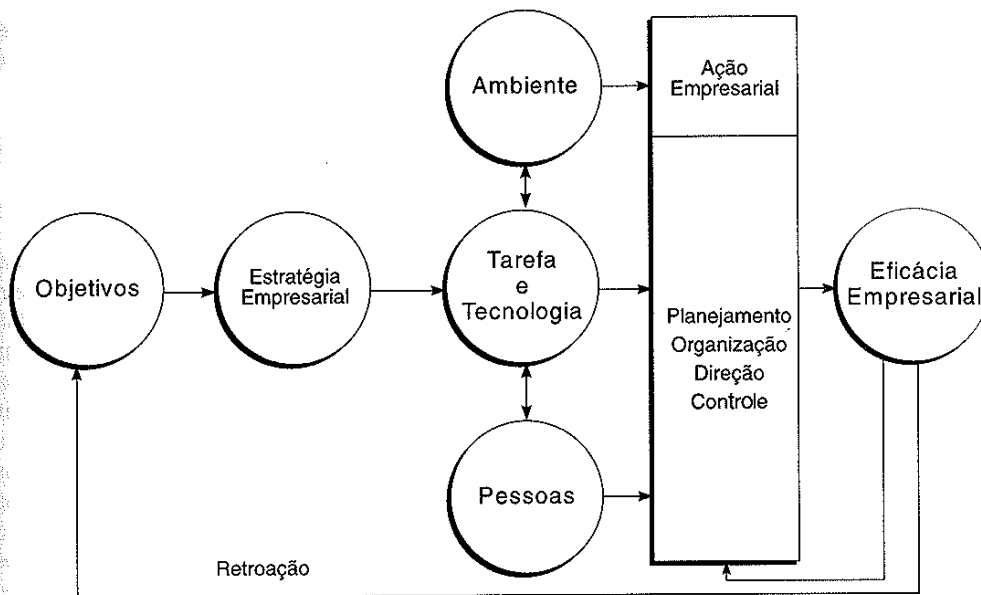 Ambiente
Ação
Empresarial
Objetivos
Estratégia
Empresarial
Tarefa
e
Tecnologia
Planejamento
Organização
Direção
Controle
Eficácia
Empresarial
Pessoas
Retroação